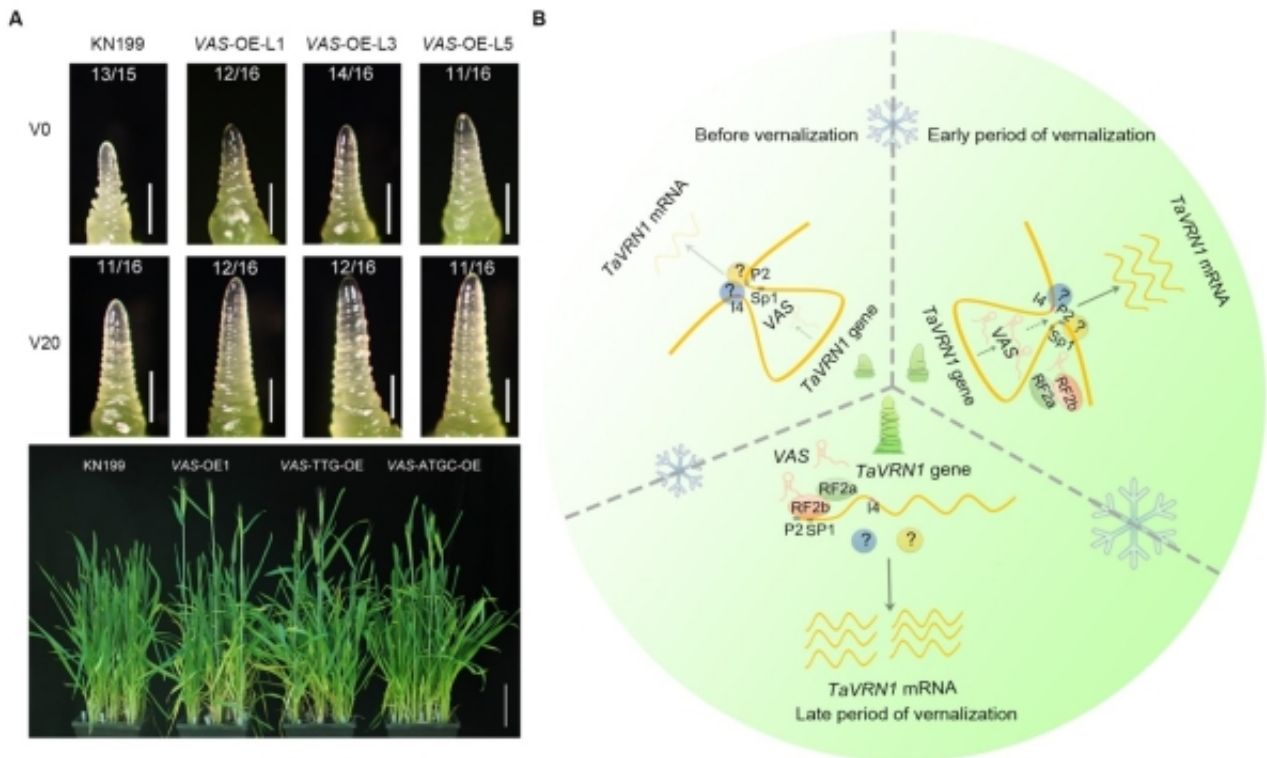 A
KN199 VAS-OE-L1 VAS-OE-L3 VAS-OE-L5
V0
13/15 12/16 14/16 11/16
V20
11/16 12/16 12/16 11/16
KN199 VAS-OE1 VAS-TTG-OE VAS-ATGC-OE
B
Before vernalization
TaVRN1 mRNA
? P2
? Sp1
I4
VAS
TaVRN1 gene
Early period of vernalization
TaVRN1 mRNA
?
I4
P2 ?
Sp1
VAS
TaVRN1 gene
RF2a
RF2b
VAS
TaVRN1 gene
RF2a
RF2b I4
P2 SP1
? ?
TaVRN1 mRNA
Late period of vernalization